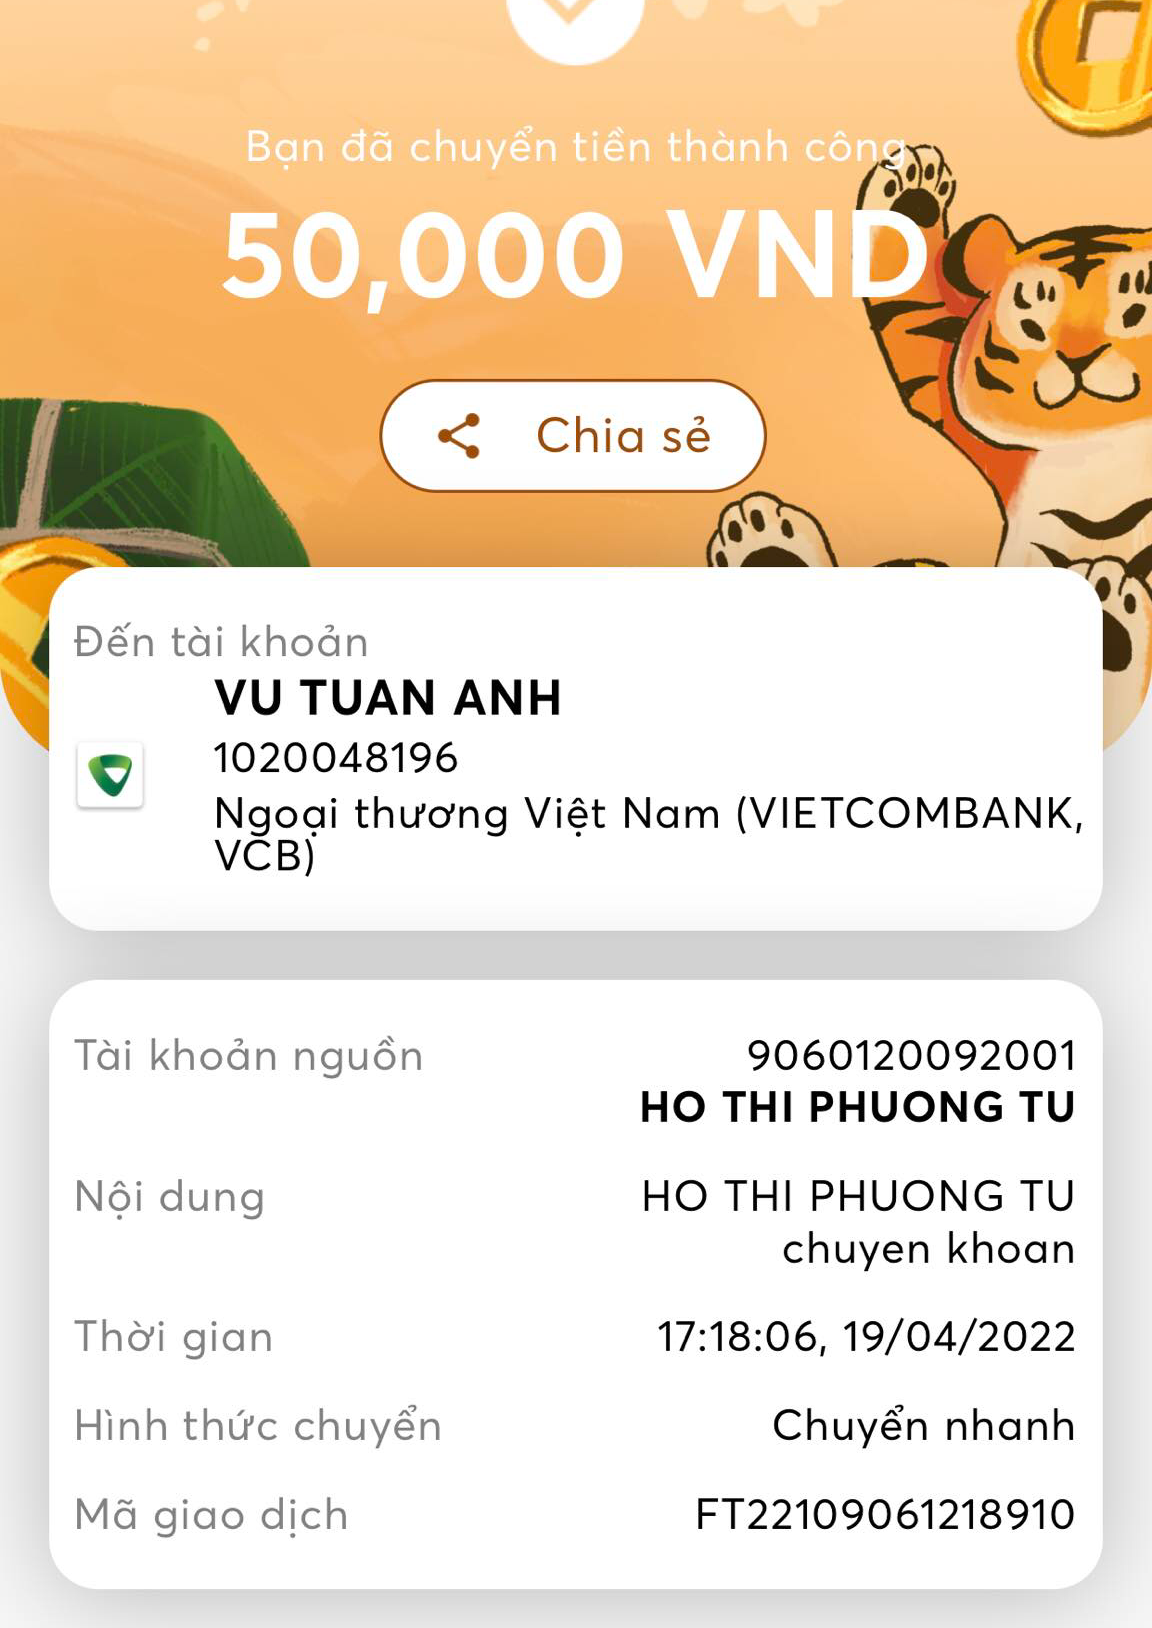 Bạn đã chuyển tiền thành công
50,000 VND
Chia sẻ
Đến tài khoản
VU TUAN ANH
1020048196
Ngoại thương Việt Nam (VIETCOMBANK,
VCB)
Tài khoản nguồn 9060120092001
HO THI PHUONG TU
Nội dung HO THI PHUONG TU
chuyen khoan
Thời gian 17:18:06, 19/04/2022
Hình thức chuyển Chuyển nhanh
Mã giao dịch FT22109061218910